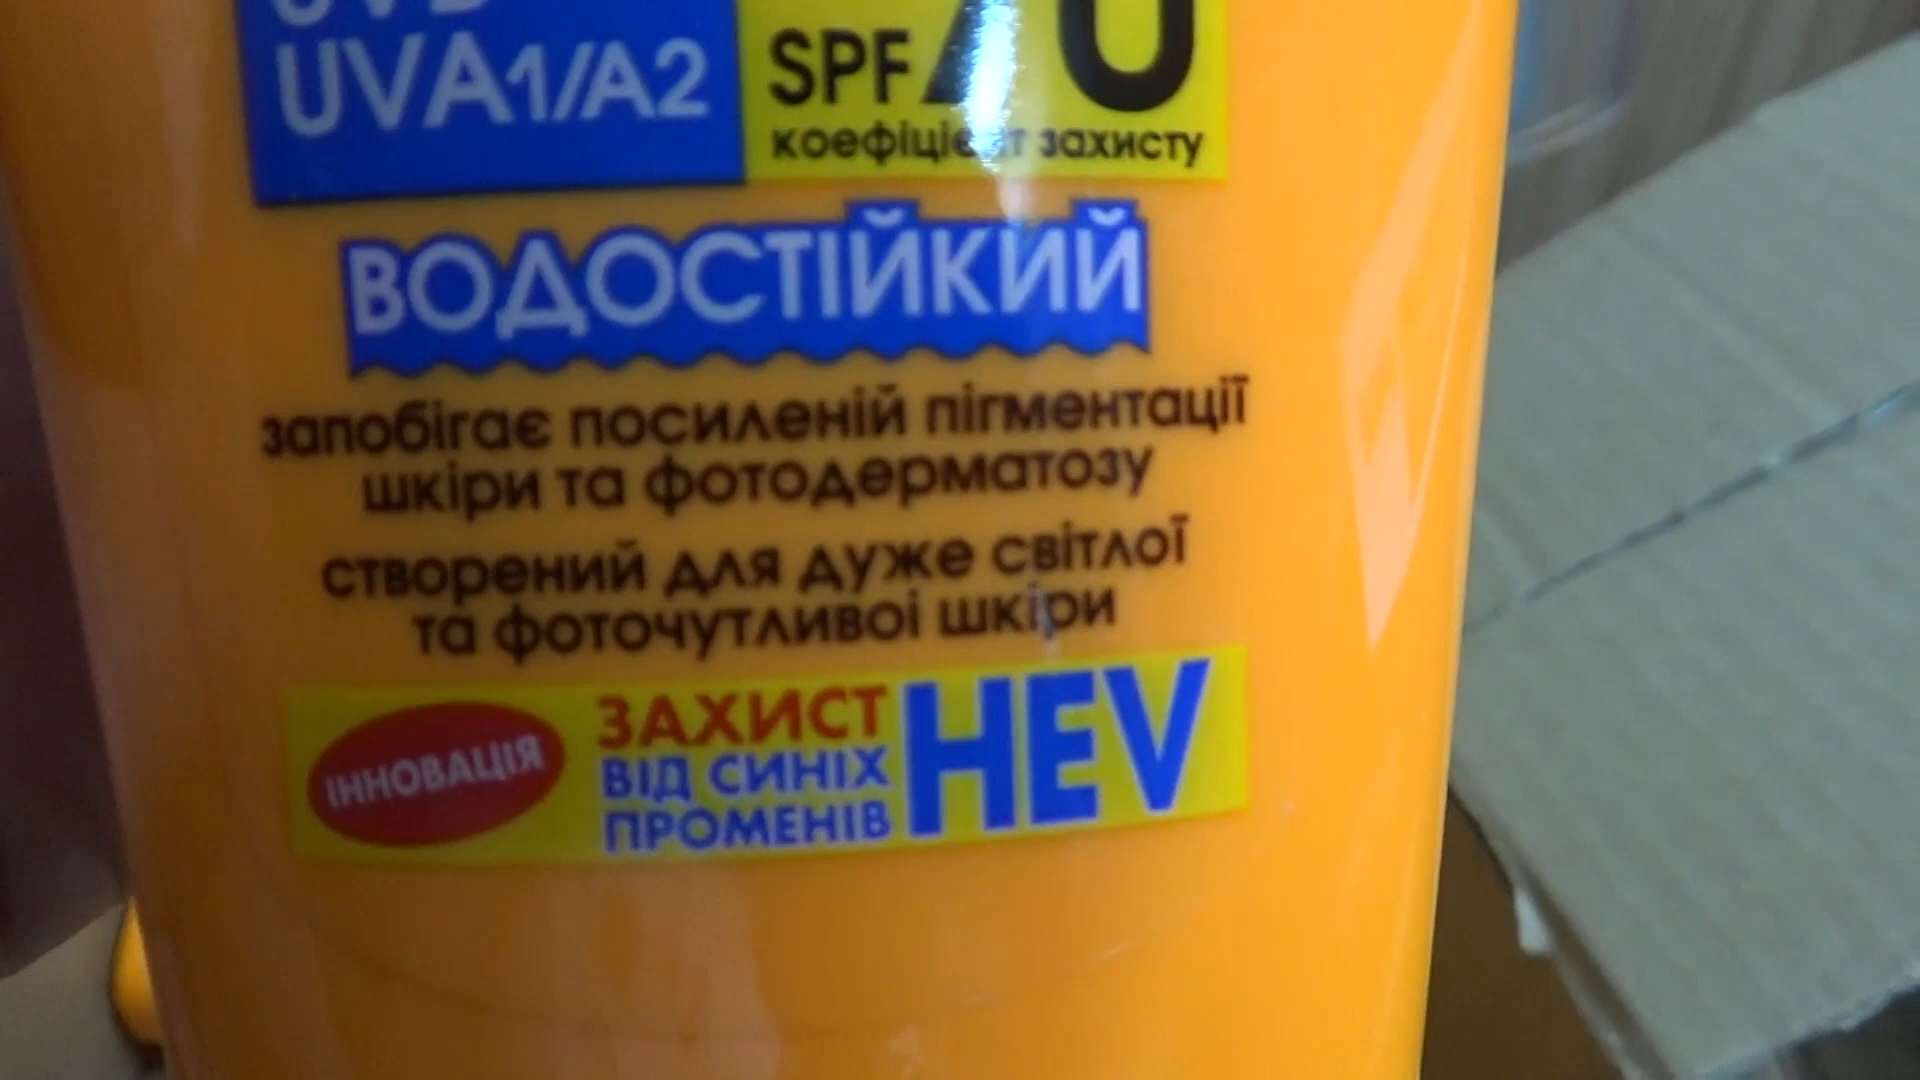 UVA1/A2
SPF
коефіцієнт захисту
ВОДОСТІЙКИЙ
запобігає посиленій пігментації
шкіри та фотодерматозу
створений для дуже світлої
та фоточутливої шкіри
ІННОВАЦІЯ
ЗАХИСТ
ВІД СИНІХ
ПРОМЕНІВ
HEV